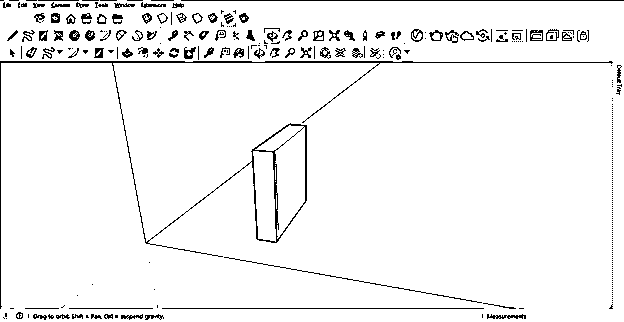 File Edit View Camera Draw Tools Window Extensions Help
Default Tray
Drag to orbit. Shift = Pan, Ctrl = suspend gravity.
Measurements